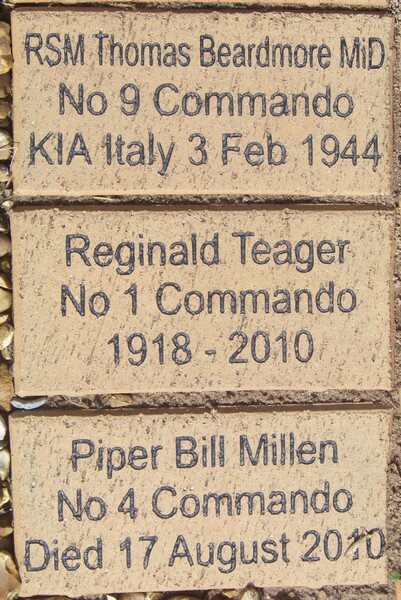 RSM Thomas Beardmore MiD
No 9 Commando
KIA Italy 3 Feb 1944
Reginald Teager
No 1 Commando
1918 - 2010
Piper Bill Millen
No 4 Commando
Died 17 August 2010